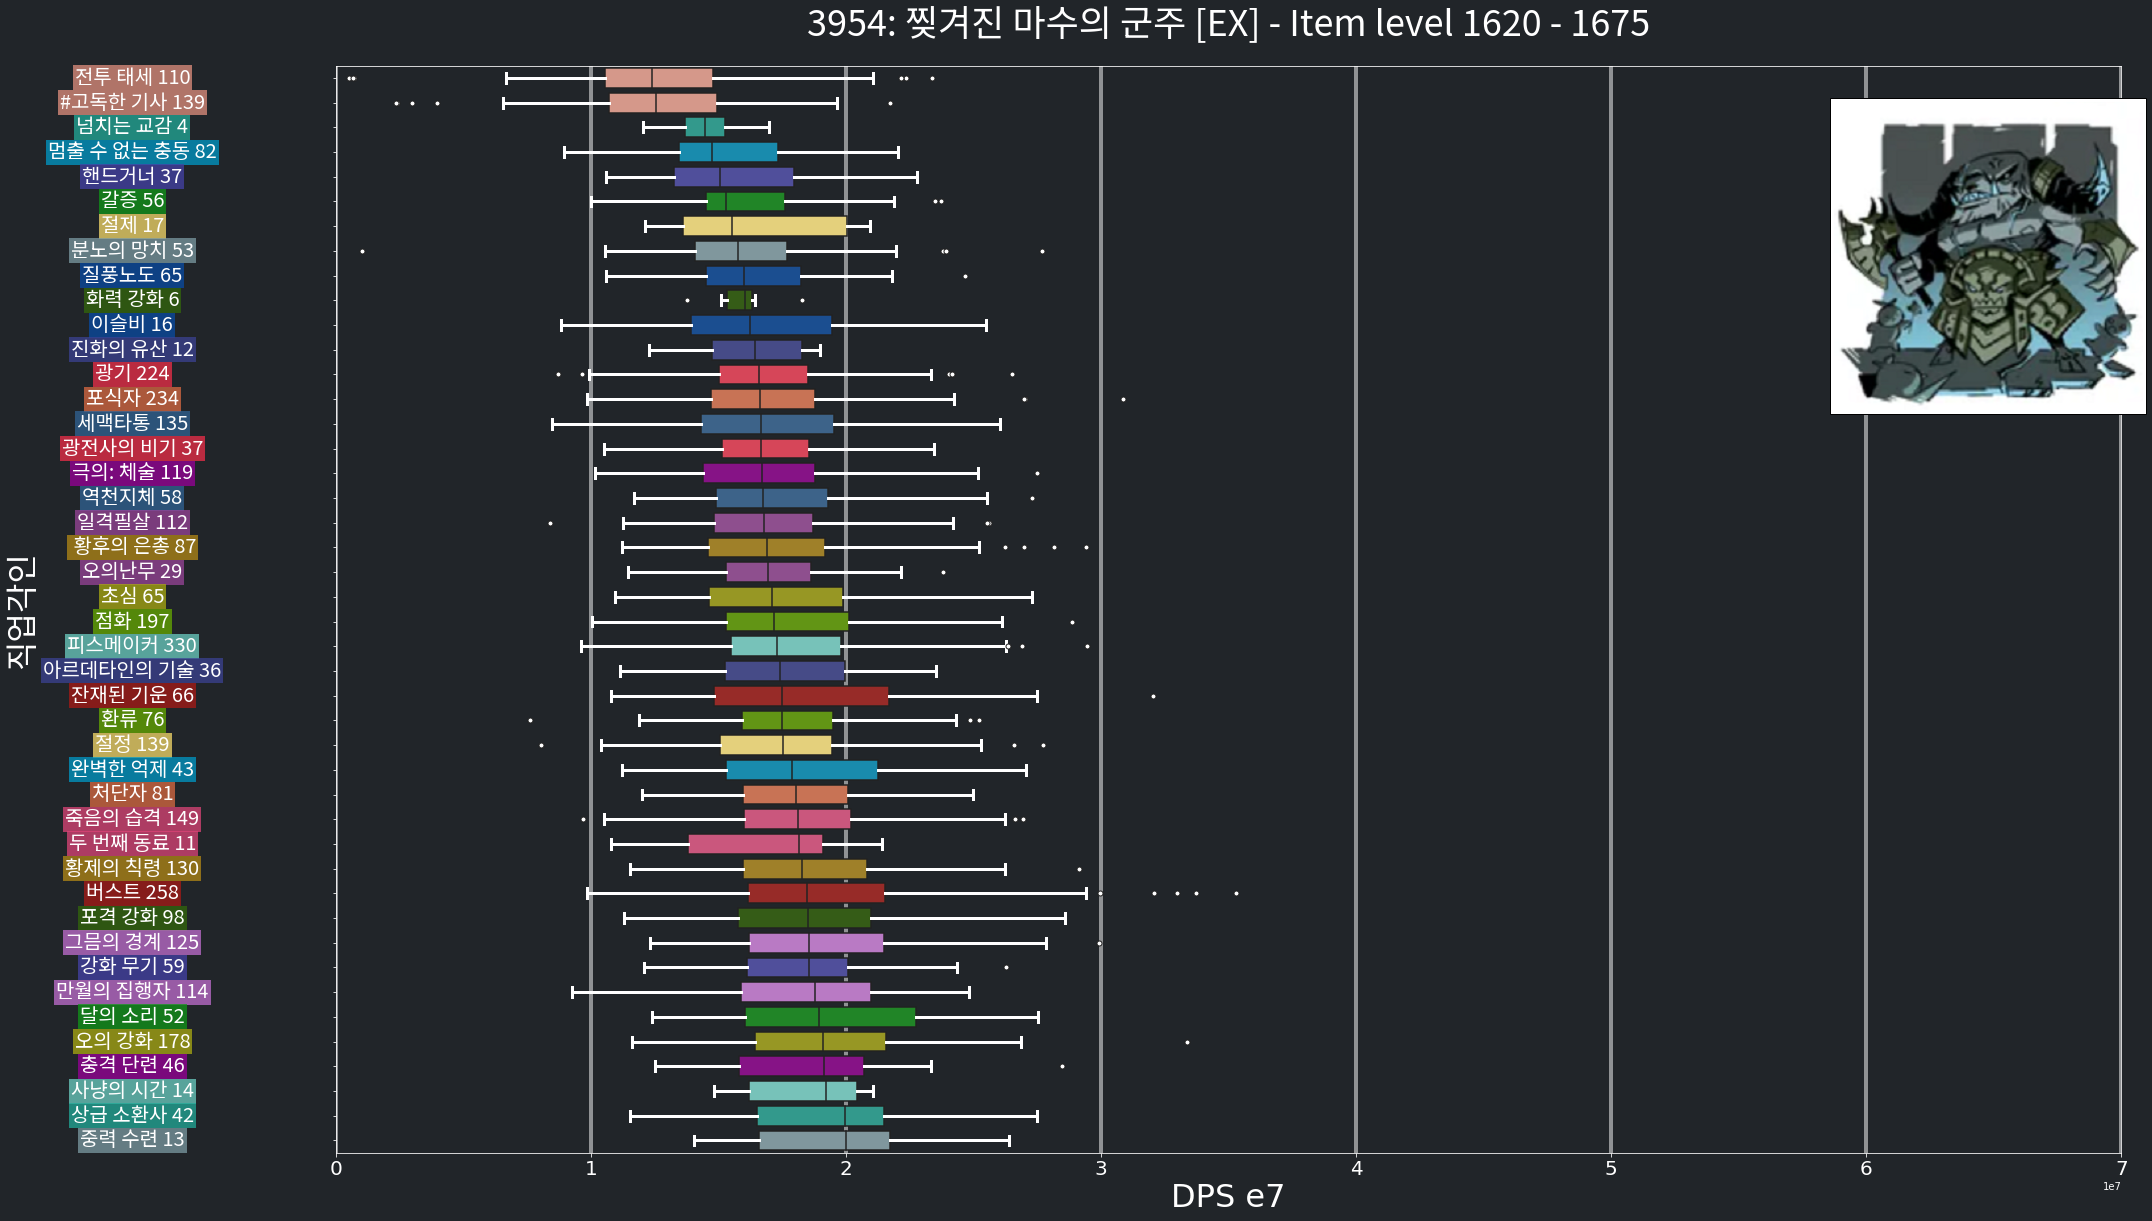 3954: 찢겨진 마수의 군주 [EX] - Item level 1620 - 1675
전투 태세 110
#고독한 기사 139
넘치는 교감 4
멈출 수 없는 충동 82
핸드거너 37
갈증 56
절제 17
분노의 망치 53
질풍노도 65
화력 강화 6
이슬비 16
진화의 유산 12
광기 224
포식자 234
세맥타통 135
광전사의 비기 37
극의: 체술 119
역천지체 58
일격필살 112
황후의 은총 87
오의난무 29
초심 65
점화 197
피스메이커 330
아르데타인의 기술 36
잔재된 기운 66
환류 76
절정 139
완벽한 억제 43
처단자 81
죽음의 습격 149
두 번째 동료 11
황제의 칙령 130
버스트 258
포격 강화 98
그믐의 경계 125
강화 무기 59
만월의 집행자 114
달의 소리 52
오의 강화 178
충격 단련 46
사냥의 시간 14
상급 소환사 42
중력 수련 13
직업각인
0 1 2 3 4 5 6 7
1e7
DPS e7